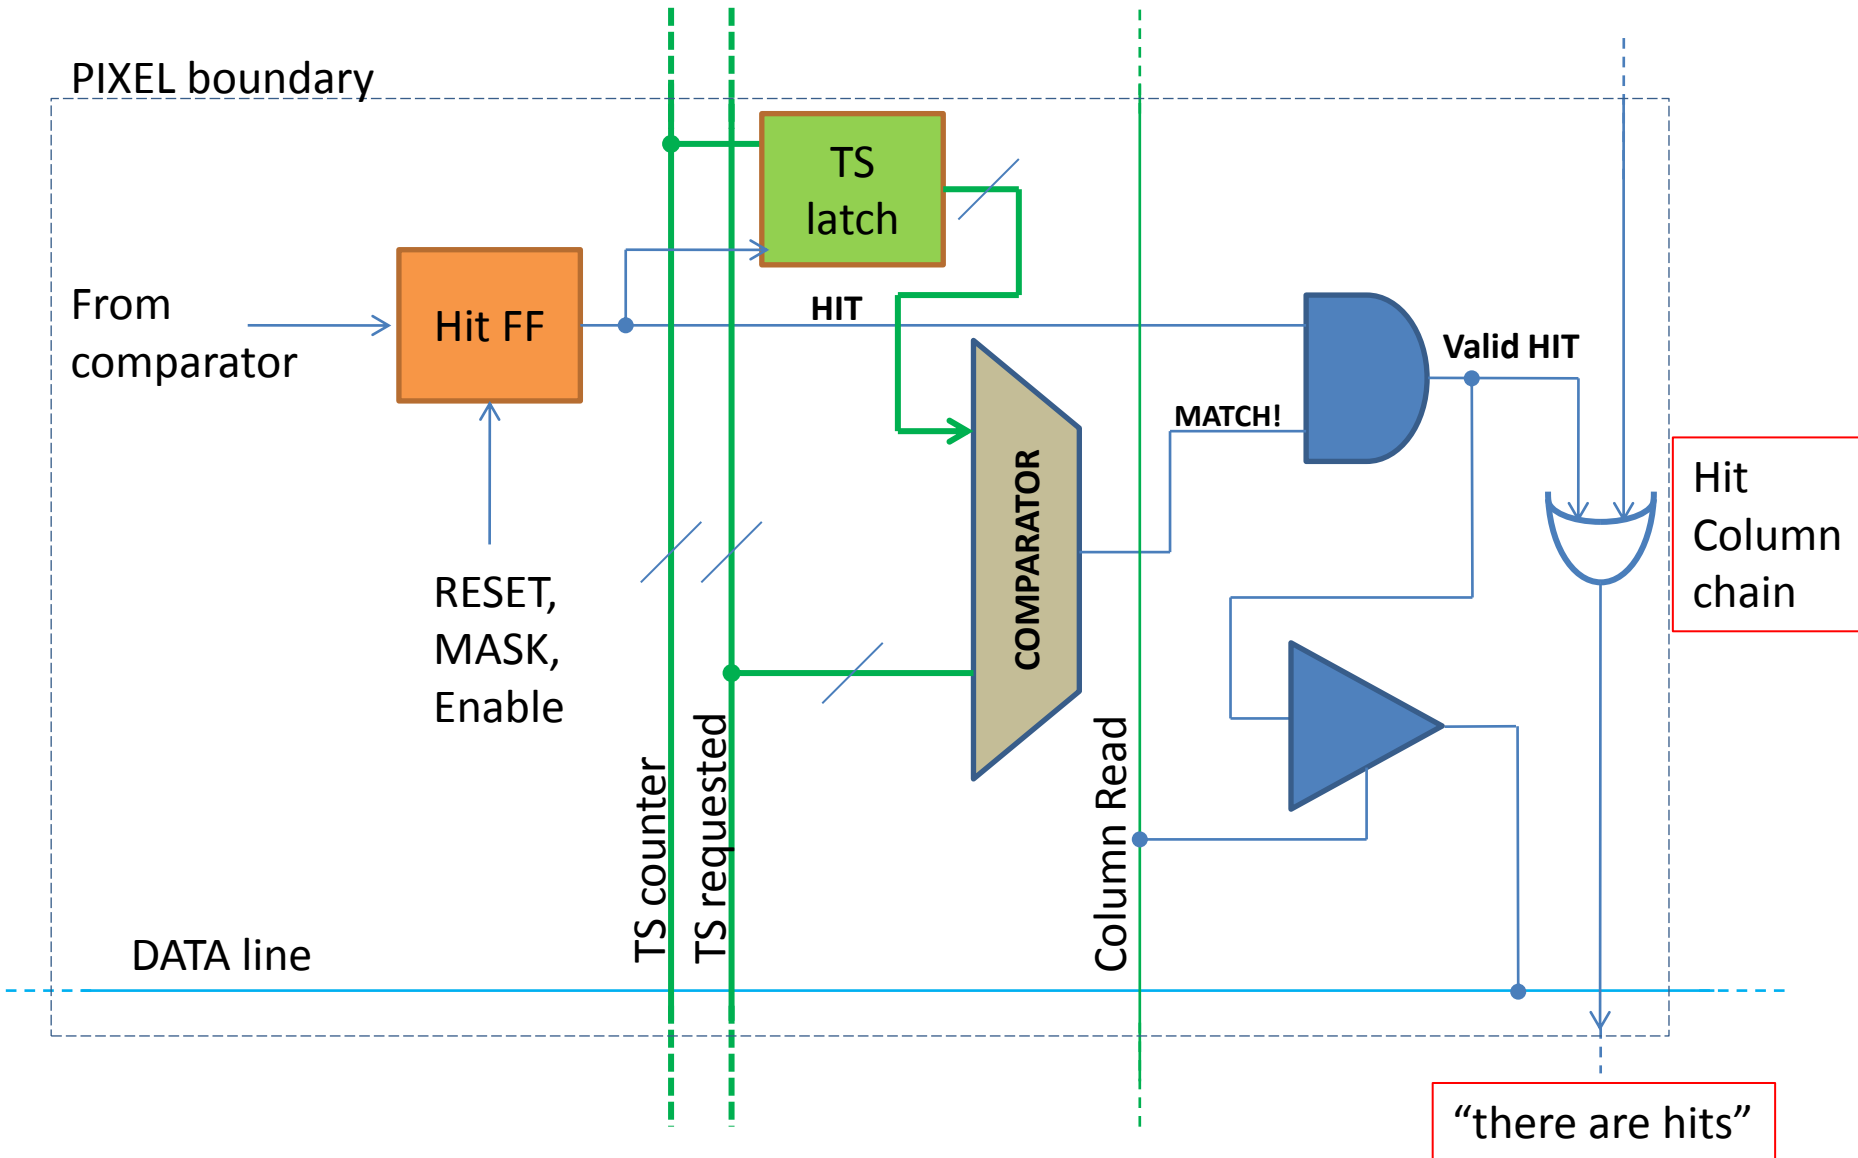 PIXEL boundary
TS
latch
From
comparator
Hit FF
HIT
Valid HIT
MATCH!
COMPARATOR
Hit
Column
chain
RESET,
MASK,
Enable
TS counter
TS requested
Column Read
DATA line
“there are hits”